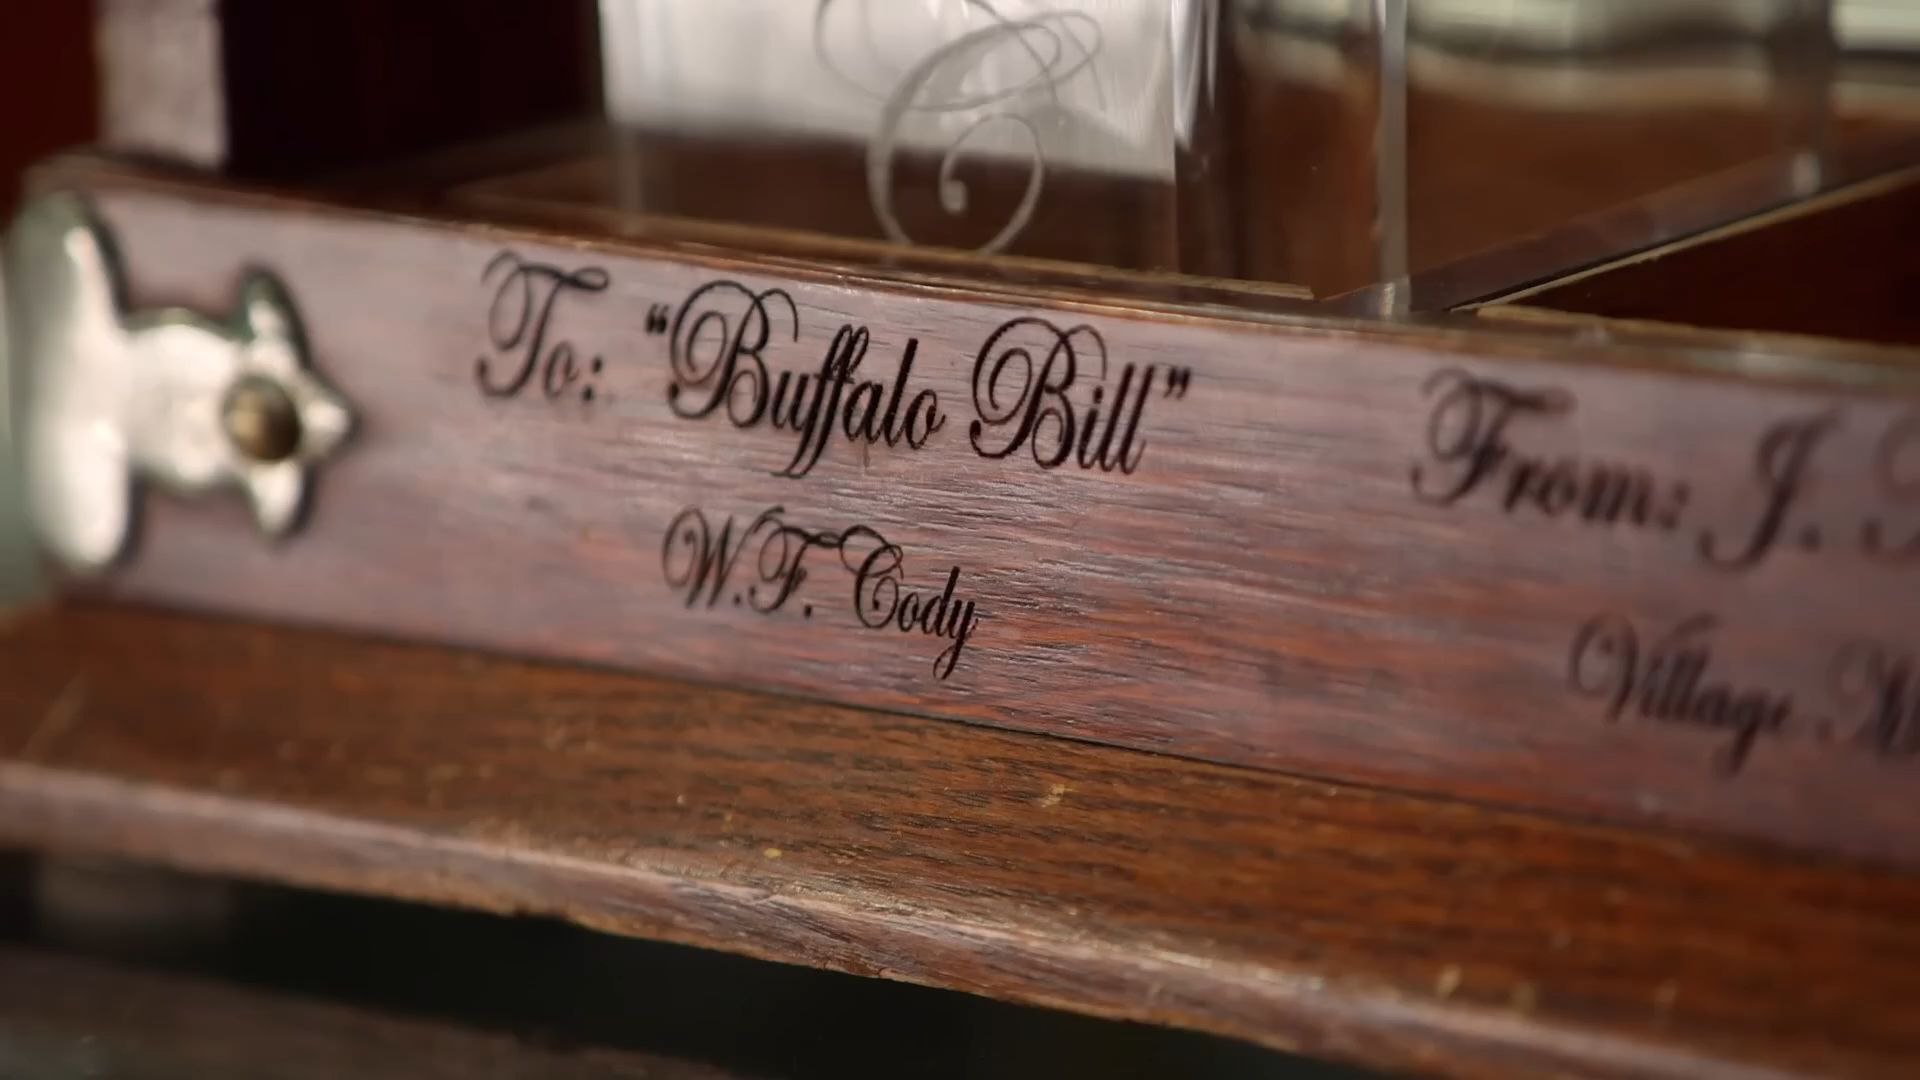 C
To: “Buffalo Bill”
W.F. Cody
From: J.
Village